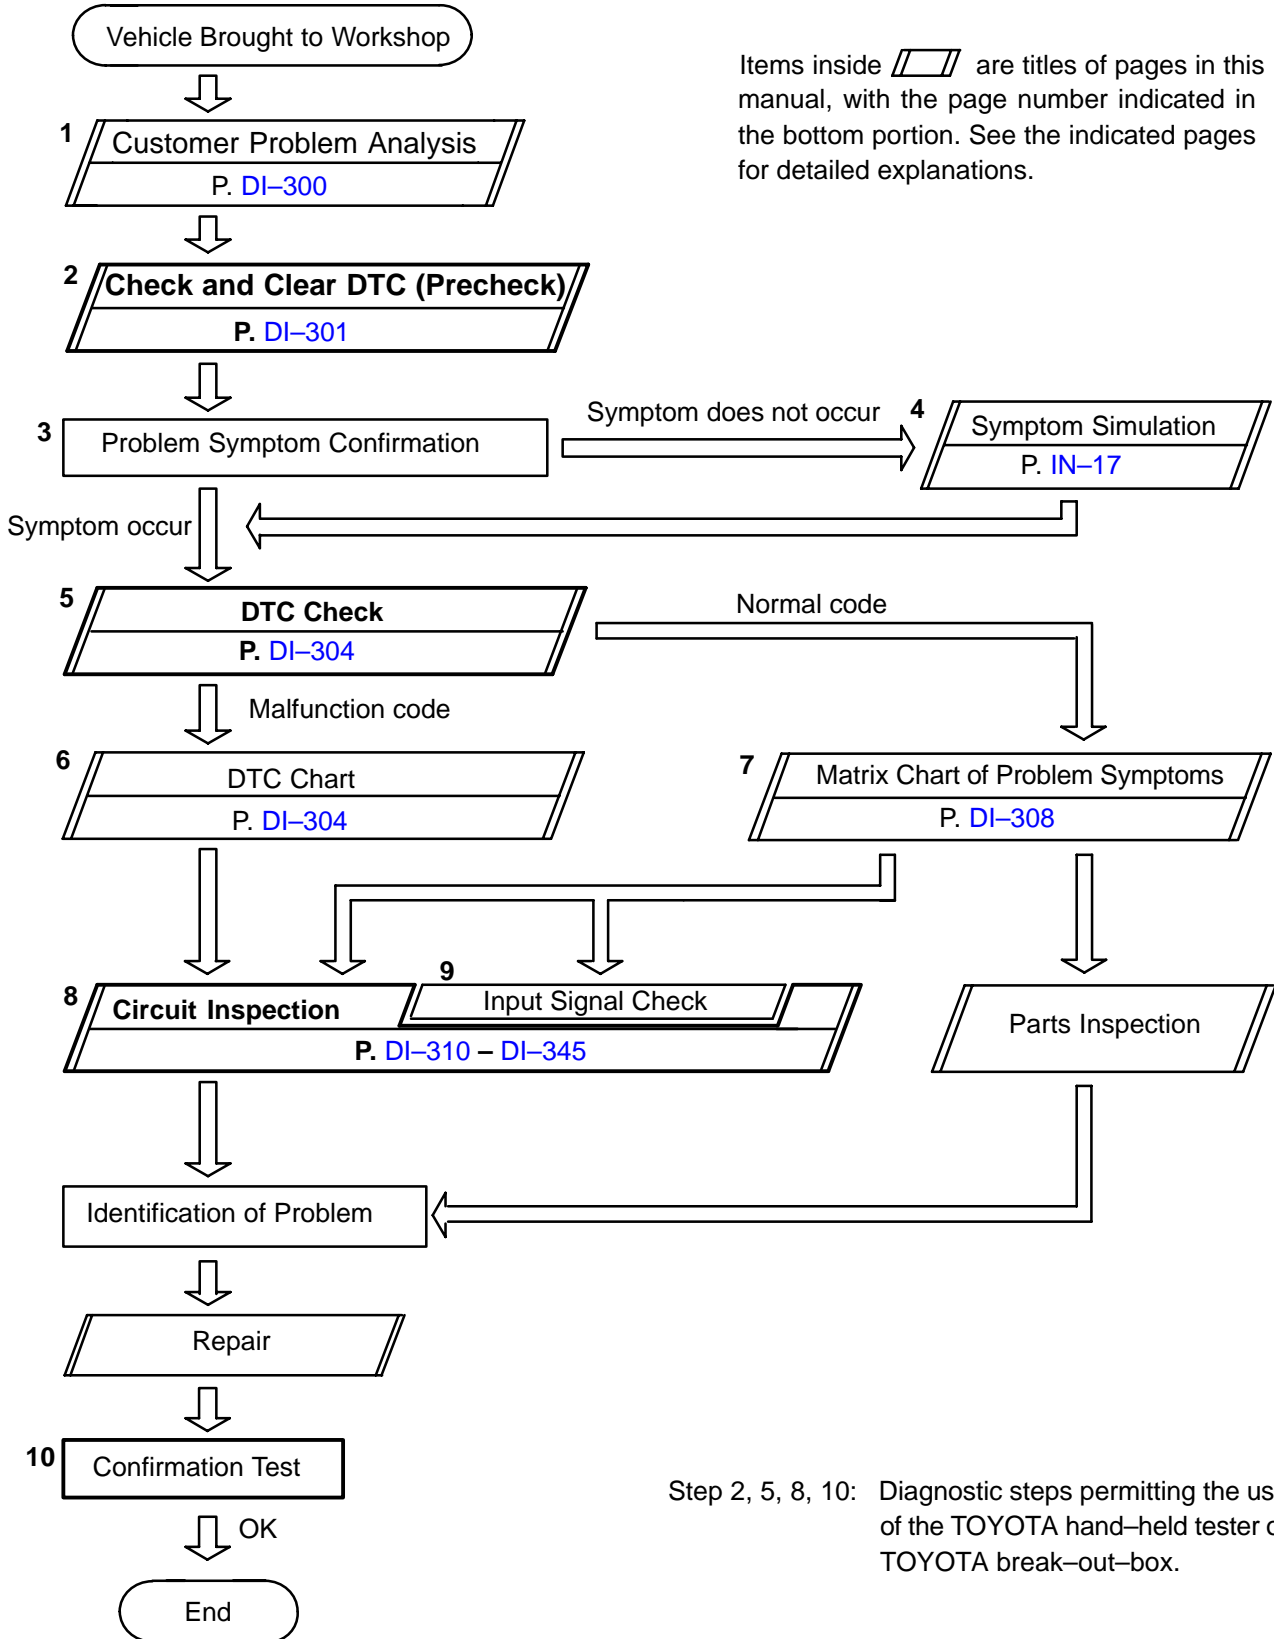 Vehicle Brought to Workshop
Items inside are titles of pages in this
manual, with the page number indicated in
the bottom portion. See the indicated pages
for detailed explanations.
1
Customer Problem Analysis
P. DI–300
2
Check and Clear DTC (Precheck)
P. DI–301
3
Problem Symptom Confirmation
Symptom does not occur
4
Symptom Simulation
P. IN–17
Symptom occur
5
DTC Check
P. DI–304
Normal code
Malfunction code
6
DTC Chart
P. DI–304
7
Matrix Chart of Problem Symptoms
P. DI–308
8
Circuit Inspection
9
Input Signal Check
P. DI–310 – DI–345
Parts Inspection
Identification of Problem
Repair
10
Confirmation Test
Step 2, 5, 8, 10: Diagnostic steps permitting the us
of the TOYOTA hand–held tester
TOYOTA break–out–box.
OK
End